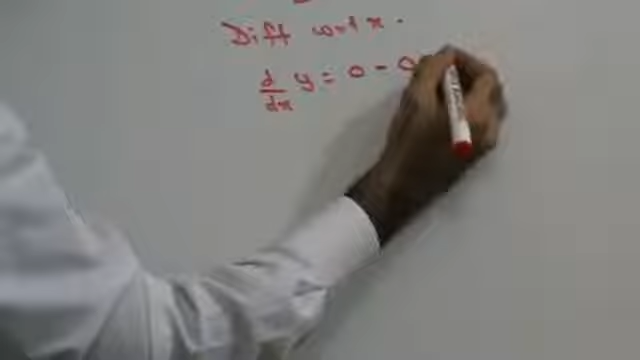 Diff w.r.t x.
d/dx y = 0 - 0